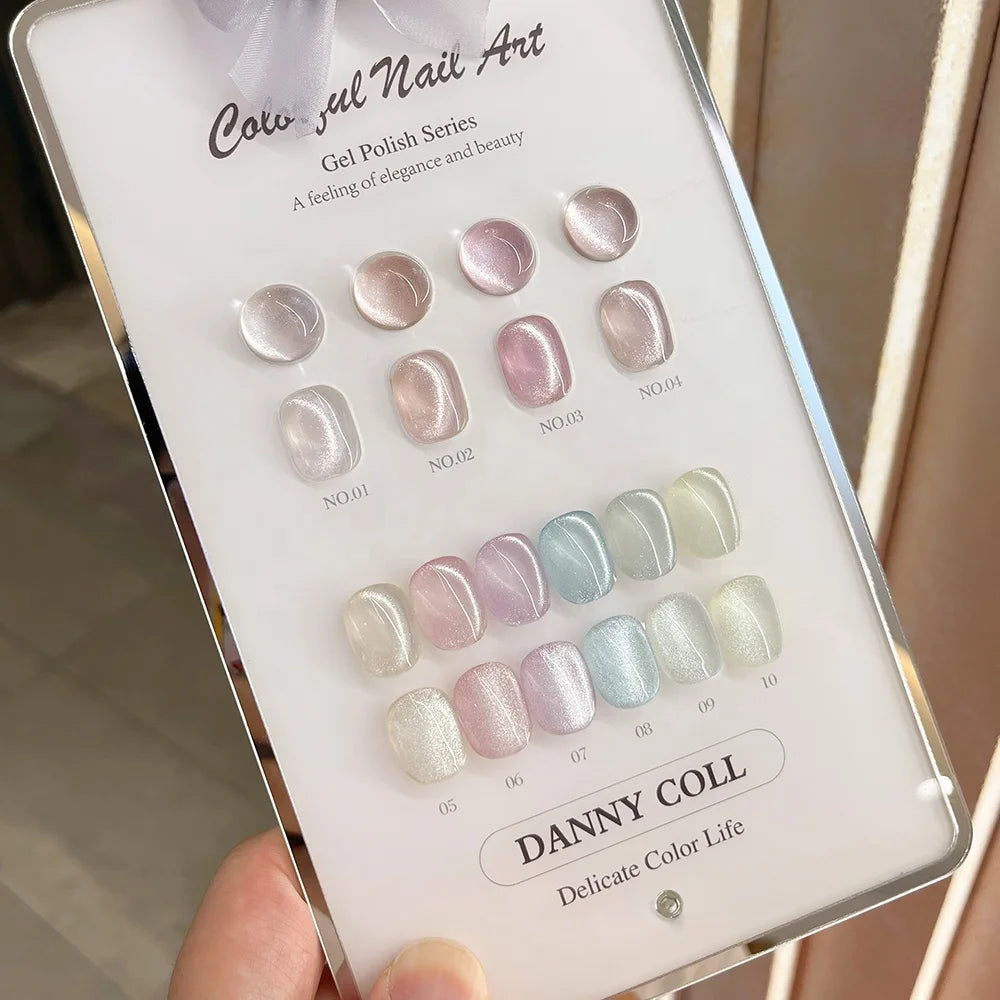 Colorful Nail Art
Gel Polish Series
A feeling of elegance and beauty
NO.01
NO.02
NO.03
NO.04
05
06
07
08
09
10
DANNY COLL
Delicate Color Life